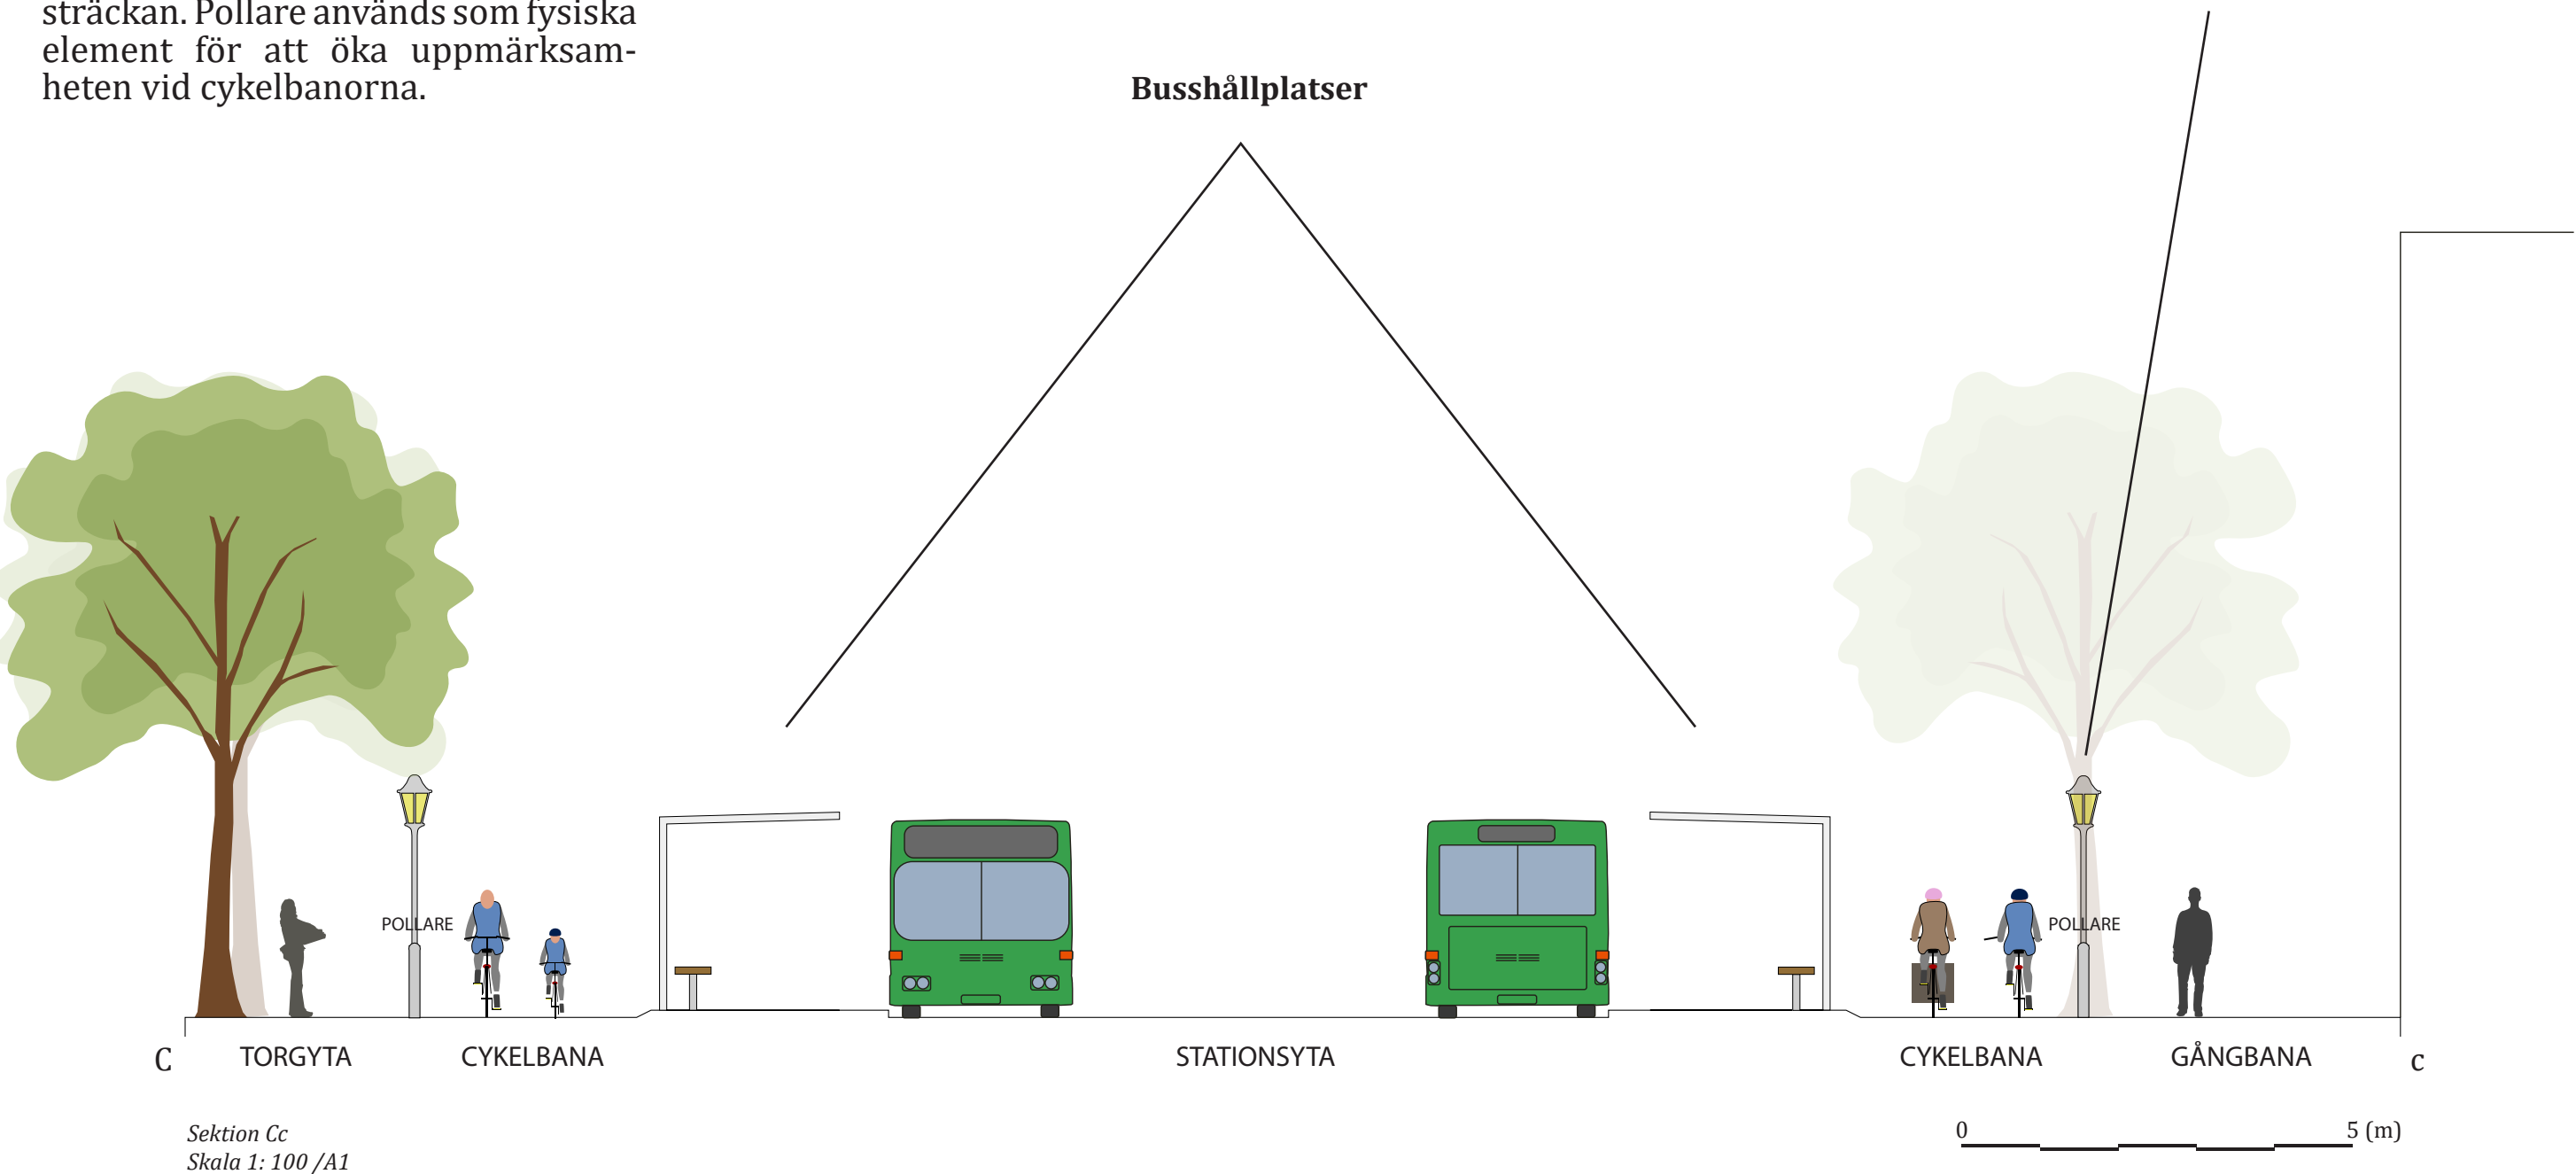 sträckan. Pollare används som fysiska
element för att öka uppmärksam-
heten vid cykelbanorna.
Busshållplatser
POLLARE
POLLARE
C
TORGYTA
CYKELBANA
STATIONSYTA
CYKELBANA
GÅNGBANA
c
Sektion Cc
Skala 1: 100 /A1
0
5 (m)